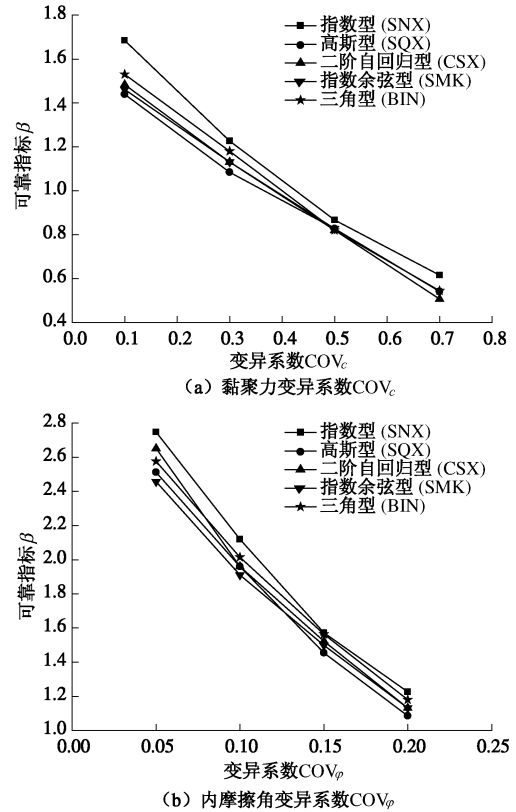 1.8
1.6
1.4
1.2
1.0
0.8
0.6
0.4
可靠指标β
指数型 (SNX)
高斯型 (SQX)
二阶自回归型 (CSX)
指数余弦型 (SMK)
三角型 (BIN)
0.0 0.1 0.2 0.3 0.4 0.5 0.6 0.7 0.8
变异系数COVc
(a) 黏聚力变异系数COVc
2.8
2.6
2.4
2.2
2.0
1.8
1.6
1.4
1.2
1.0
可靠指标β
指数型 (SNX)
高斯型 (SQX)
二阶自回归型 (CSX)
指数余弦型 (SMK)
三角型 (BIN)
0.00 0.05 0.10 0.15 0.20 0.25
变异系数COVφ
(b) 内摩擦角变异系数COVφ